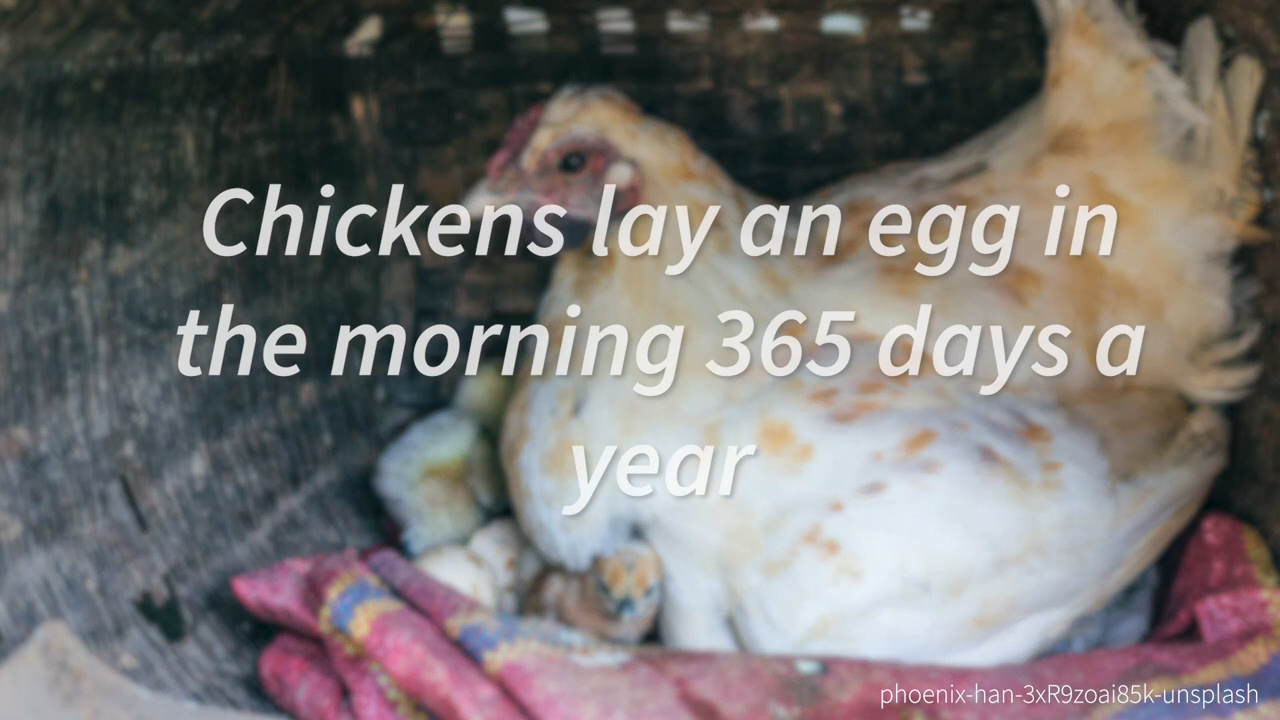 Chickens lay an egg in
the morning 365 days a
year
phoenix-han-3xR9zoai85k-unsplash